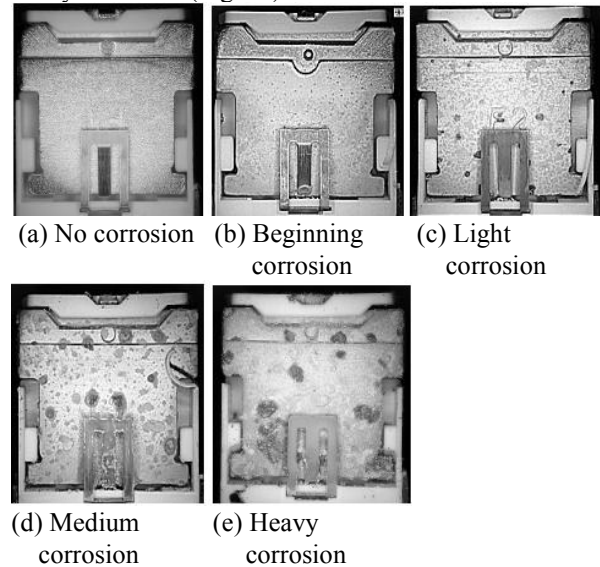 (a) No corrosion (b) Beginning (c) Light
corrosion corrosion
(d) Medium (e) Heavy
corrosion corrosion